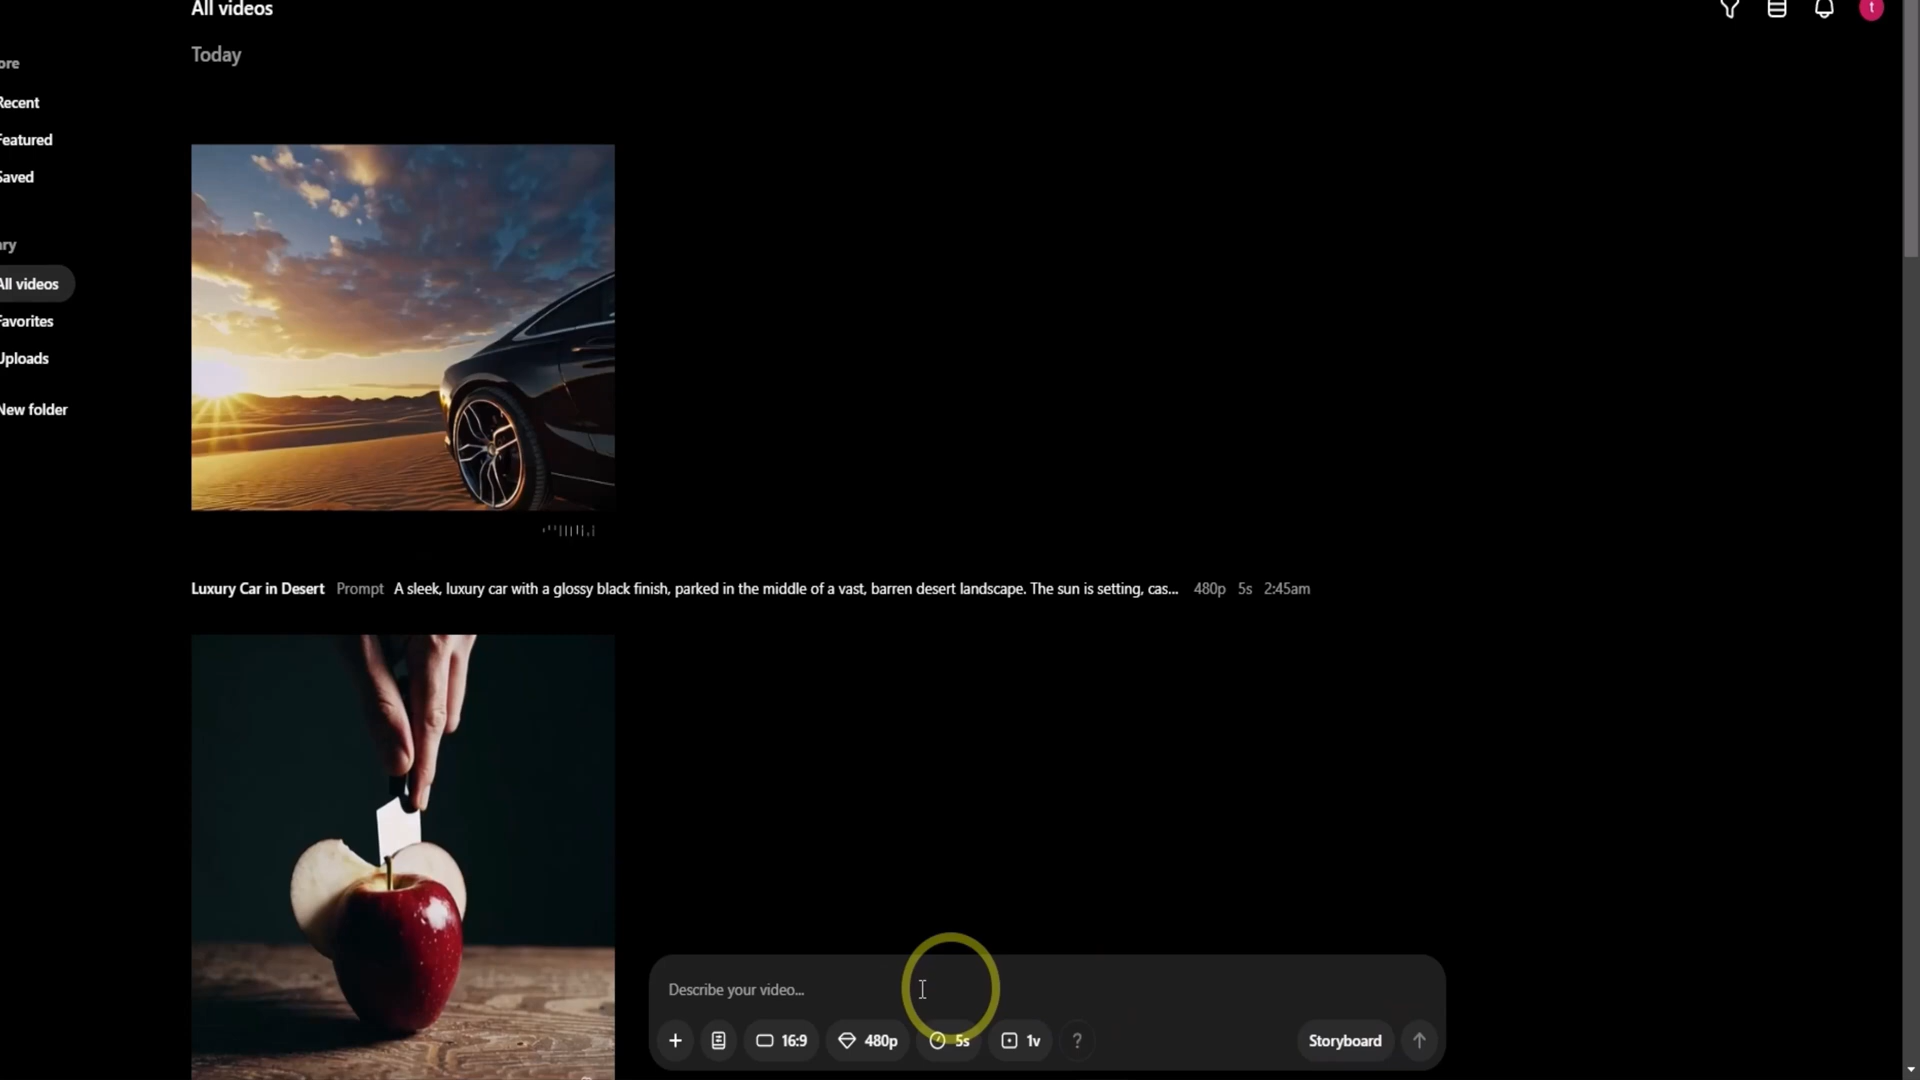 All videos
t
Today
ore
Recent
Featured
Saved
ary
All videos
Favorites
Uploads
New folder
Luxury Car in Desert Prompt A sleek, luxury car with a glossy black finish, parked in the middle of a vast, barren desert landscape. The sun is setting, cas... 480p 5s 2:45am
Describe your video...
+ 16:9 480p 5s 1v ? Storyboard